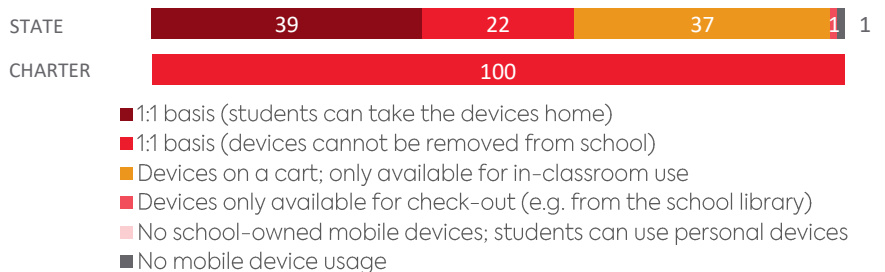 STATE 39 22 37 1 1
CHARTER 100
1:1 basis (students can take the devices home)
1:1 basis (devices cannot be removed from school)
Devices on a cart; only available for in-classroom use
Devices only available for check-out (e.g. from the school library)
No school-owned mobile devices; students can use personal devices
No mobile device usage